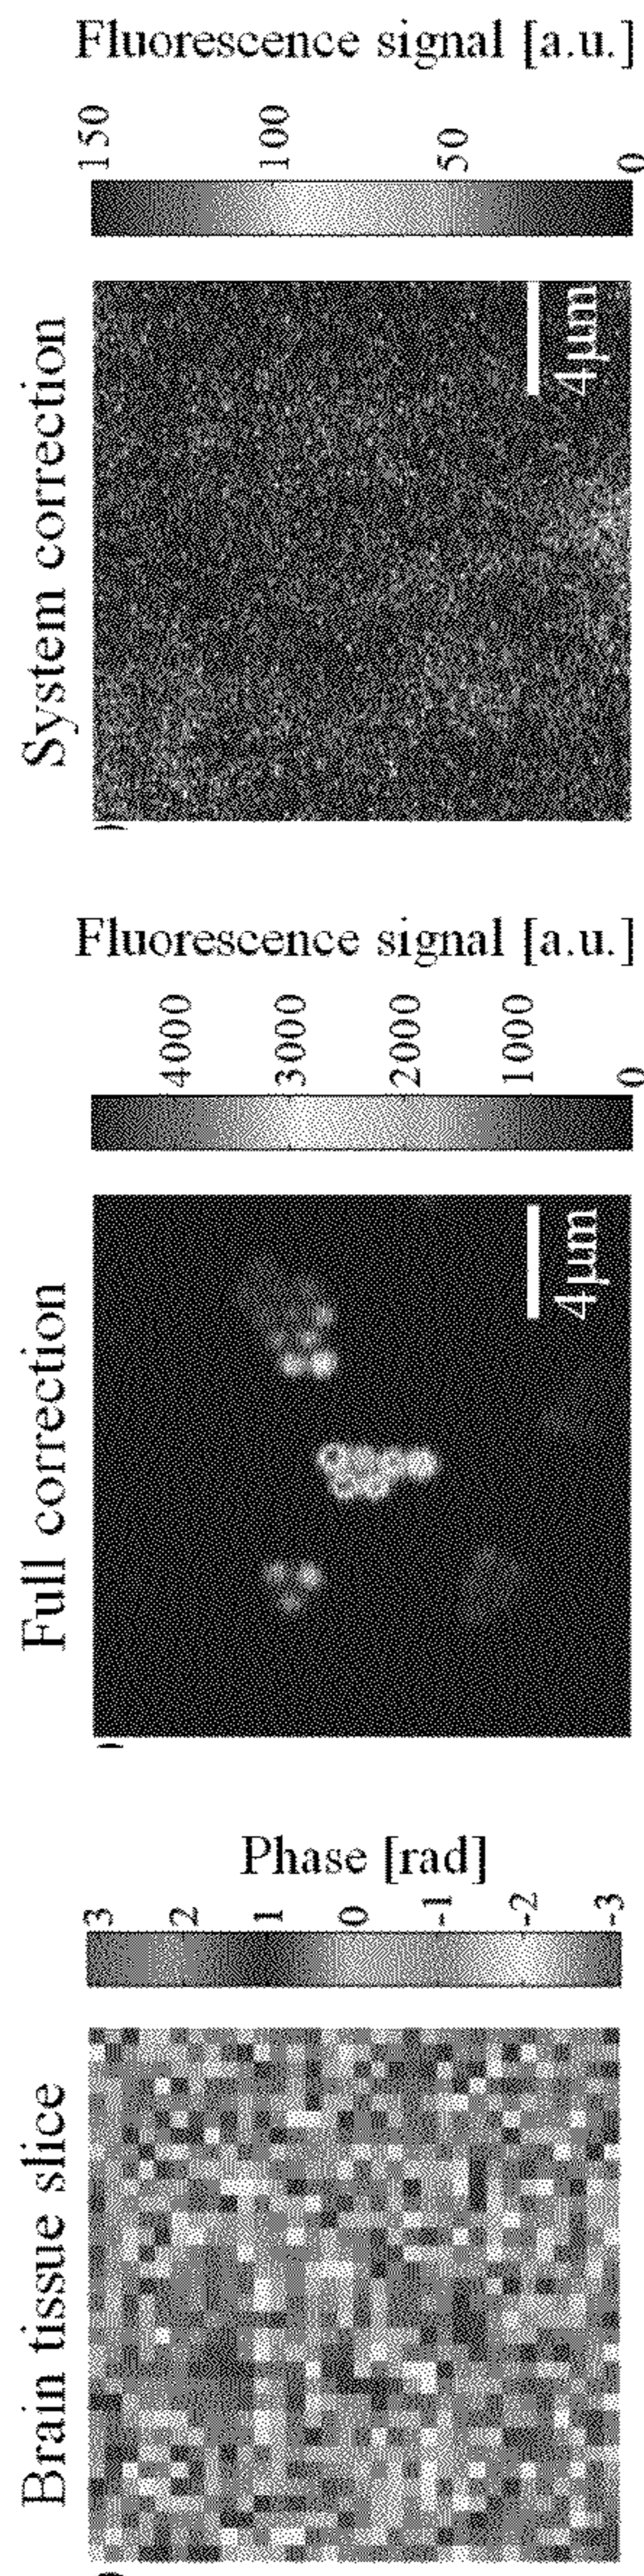 Brain tissue slice
3
2
1
0
-1
-2
-3
Phase [rad]
Full correction
4µm
4000
3000
2000
1000
0
Fluorescence signal [a.u.]
System correction
4µm
150
100
50
0
Fluorescence signal [a.u.]